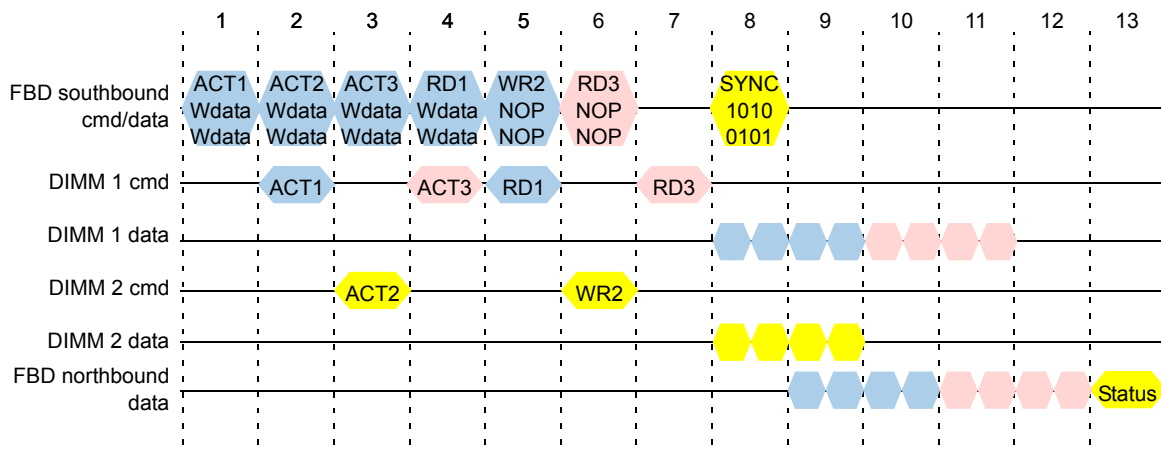 1 2 3 4 5 6 7 8 9 10 11 12 13
FBD southbound
cmd/data
ACT1 ACT2 ACT3 RD1 WR2 RD3 SYNC
Wdata Wdata Wdata Wdata NOP NOP 1010
Wdata Wdata Wdata Wdata NOP NOP 0101
DIMM 1 cmd ACT1 ACT3 RD1 RD3
DIMM 1 data
DIMM 2 cmd ACT2 WR2
DIMM 2 data
FBD northbound
data
Status